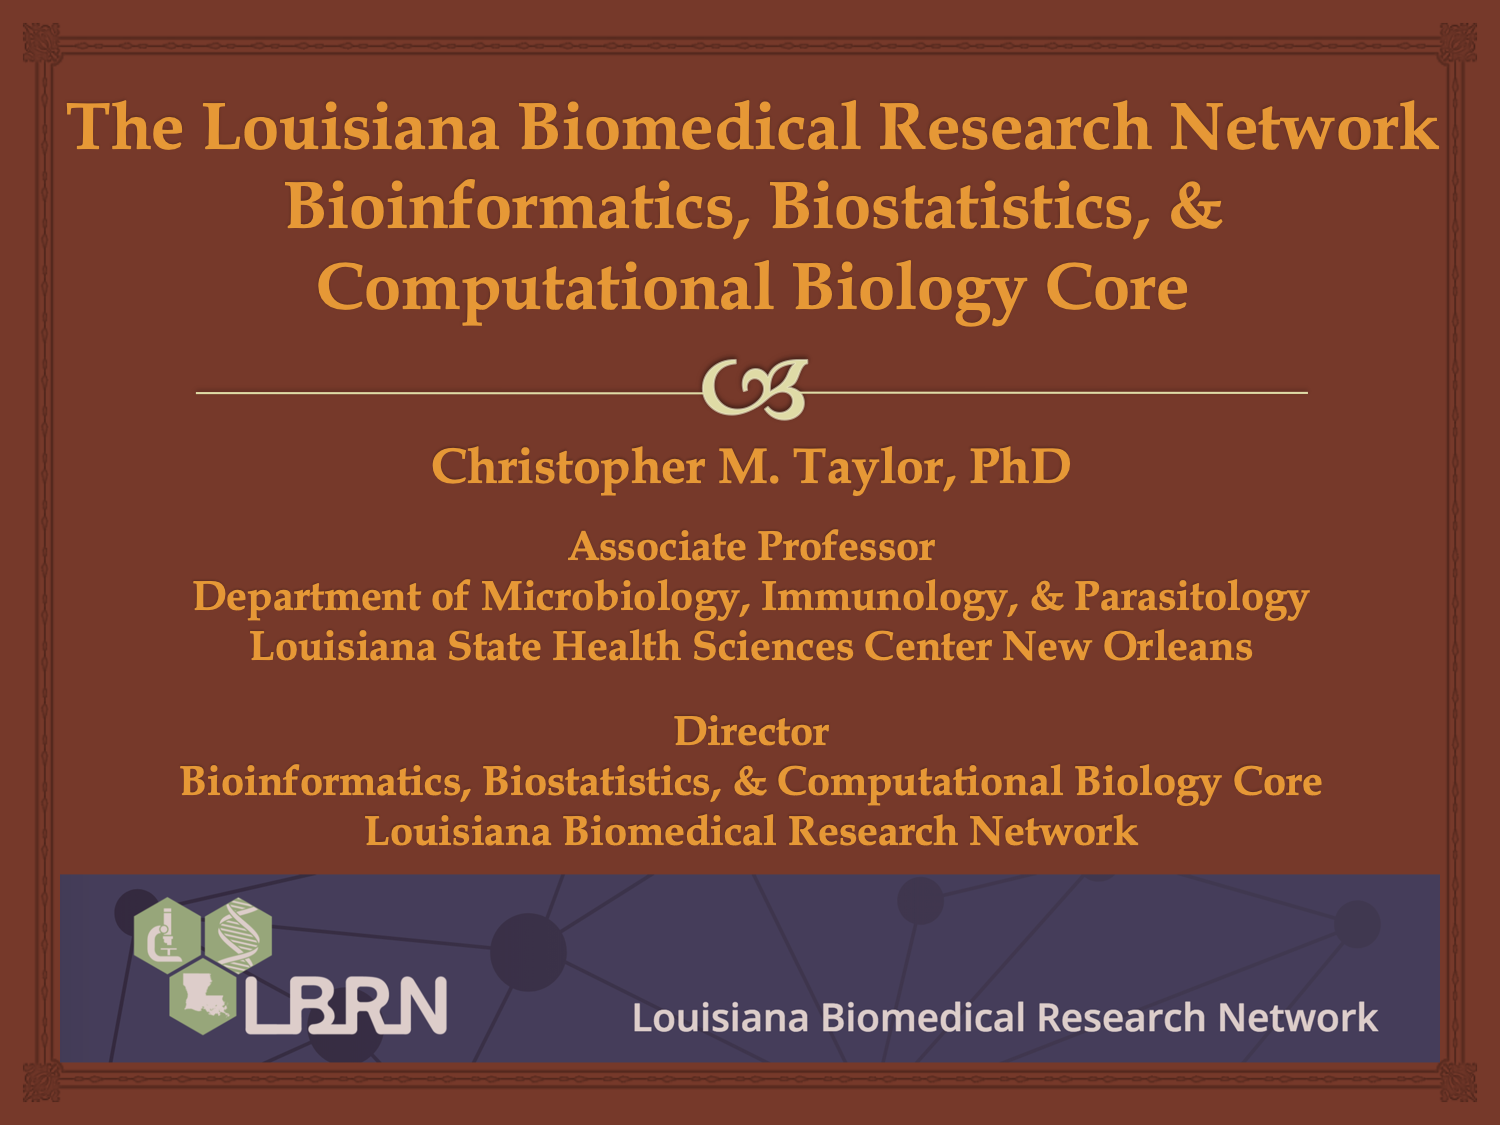 The Louisiana Biomedical Research Network
Bioinformatics, Biostatistics, &
Computational Biology Core
Christopher M. Taylor, PhD
Associate Professor
Department of Microbiology, Immunology, & Parasitology
Louisiana State Health Sciences Center New Orleans
Director
Bioinformatics, Biostatistics, & Computational Biology Core
Louisiana Biomedical Research Network
LBRN
Louisiana Biomedical Research Network